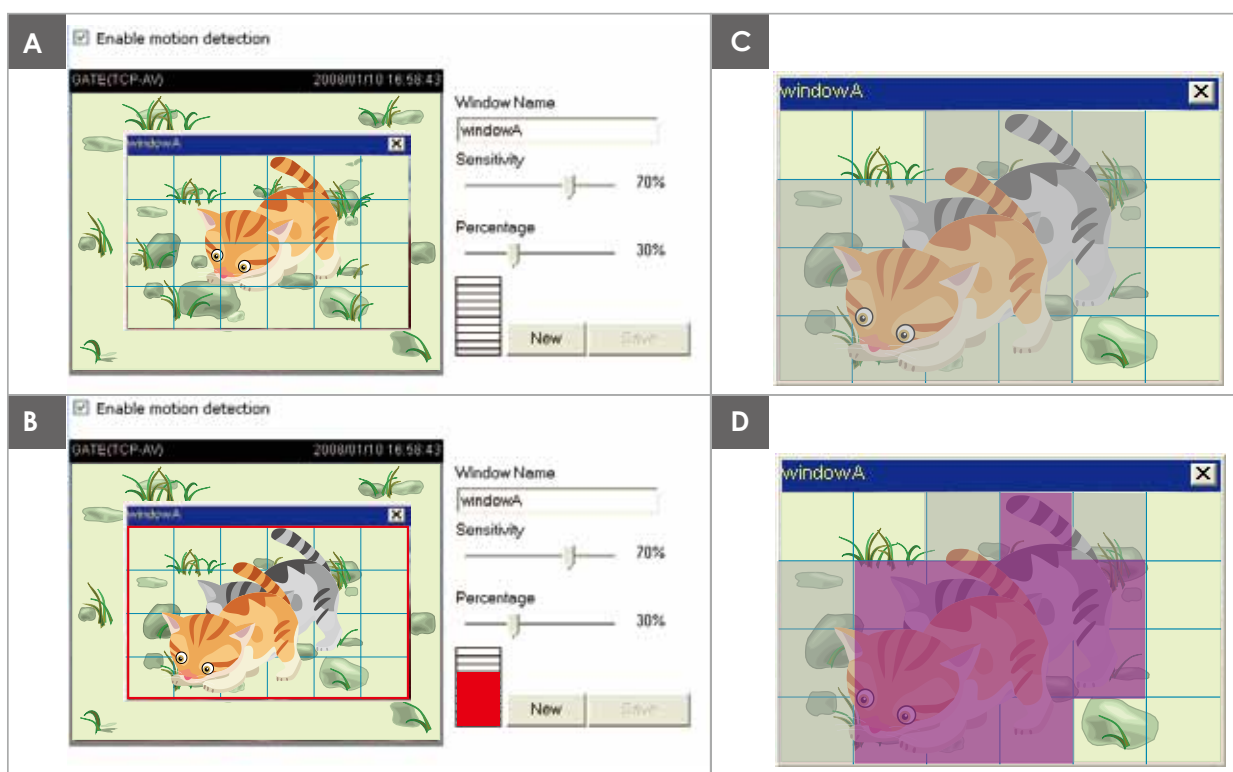 A
Enable motion detection
GATE(TCP-AV) 2008/01/10 16:58:43
windowA
Window Name
windowA
Sensitivity
70%
Percentage
30%
New Save
B
Enable motion detection
GATE(TCP-AV) 2008/01/10 16:58:43
windowA
Window Name
windowA
Sensitivity
70%
Percentage
30%
New Save
C
windowA
D
windowA